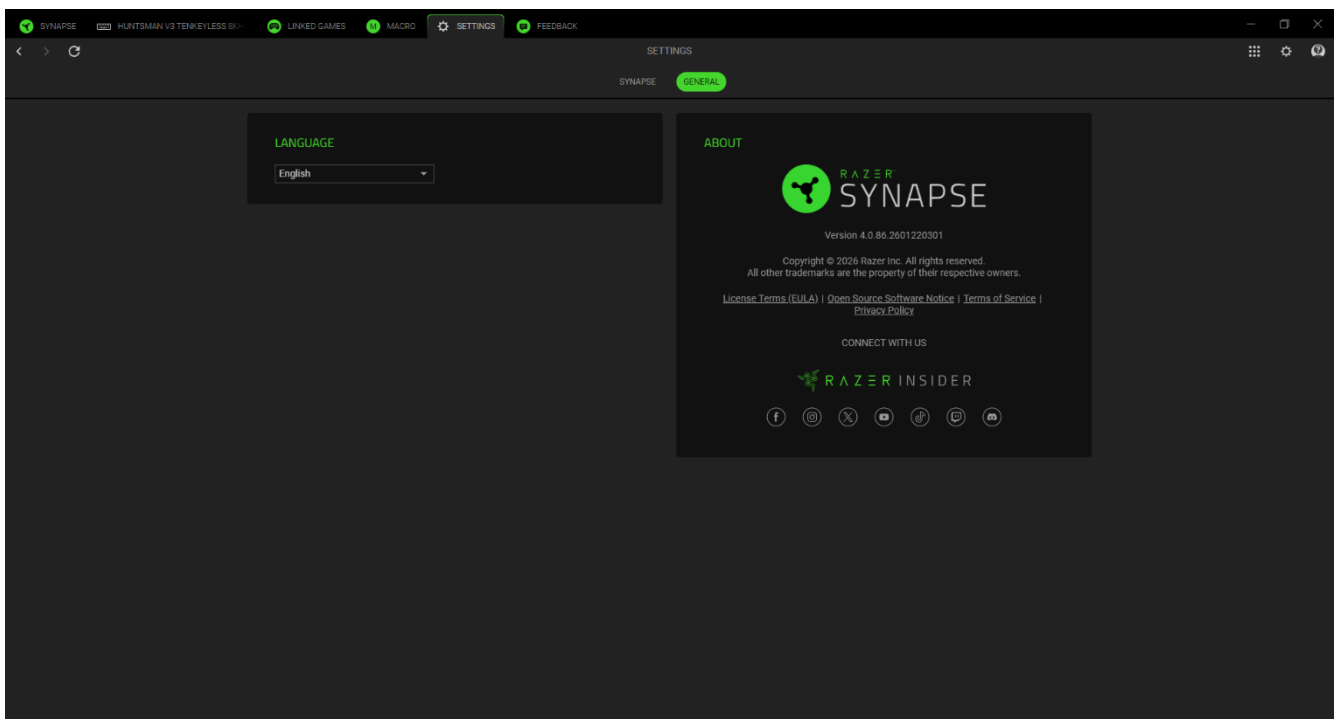 SYNAPSE HUNTSMAN V3 TENKEYLESS 8KH LINKED GAMES M MACRO SETTINGS FEEDBACK
SETTINGS
SYNAPSE GENERAL
LANGUAGE
English
ABOUT
RAZER
SYNAPSE
Version 4.0.86.2601220301
Copyright © 2026 Razer Inc. All rights reserved.
All other trademarks are the property of their respective owners.
License Terms (EULA) | Open Source Software Notice | Terms of Service |
Privacy Policy
CONNECT WITH US
RAZER INSIDER